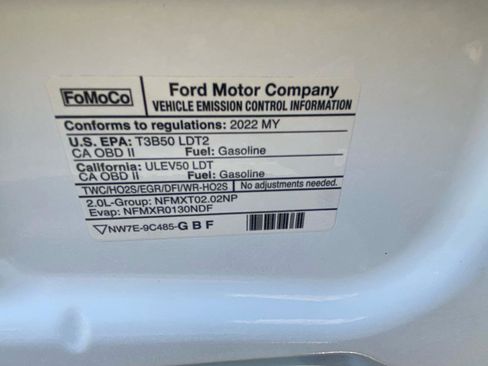 FoMoCo
Ford Motor Company
VEHICLE EMISSION CONTROL INFORMATION
Conforms to regulations: 2022 MY
U.S. EPA: T3B50 LDT2
CA OBD II Fuel: Gasoline
California: ULEV50 LDT
CA OBD II Fuel: Gasoline
TWC/HO2S/EGR/DFI/WR-HO2S No adjustments needed.
2.0L-Group: NFMXT02.02NP
Evap: NFMXR0130NDF
NW7E-9C485-GBF